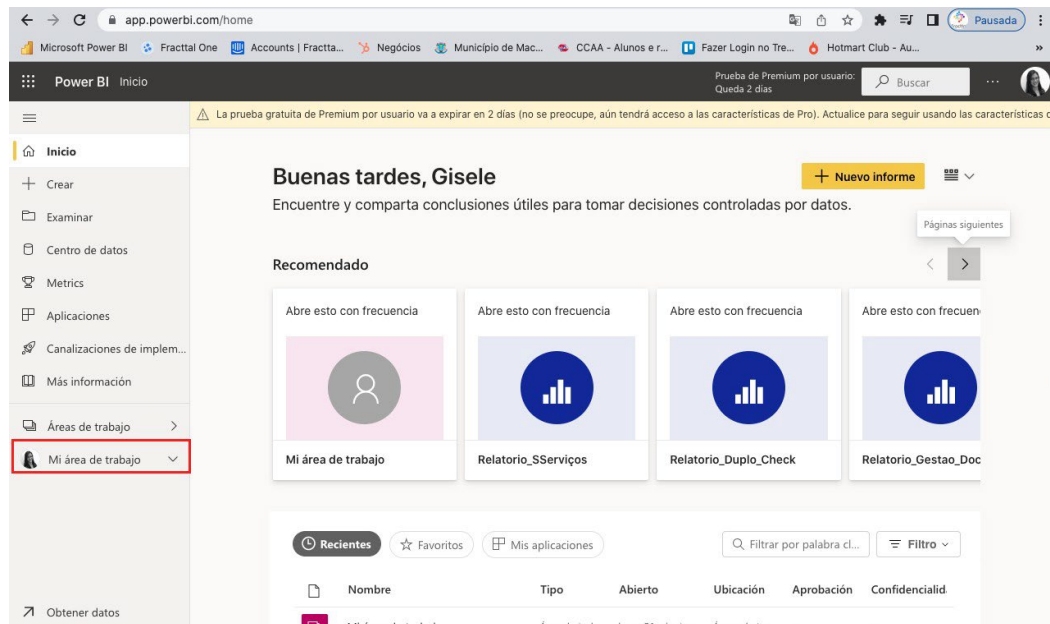 app.powerbi.com/home
Pausada
Microsoft Power BI
Fracttal One
Accounts | Fractta...
Negócios
Município de Mac...
CCAA - Alunos e r...
Fazer Login no Tre...
Hotmart Club - Au...
Power BI Inicio
Prueba de Premium por usuario:
Queda 2 días
Buscar
La prueba gratuita de Premium por usuario va a expirar en 2 días (no se preocupe, aún tendrá acceso a las características de Pro). Actualice para seguir usando las características
Inicio
Crear
Examinar
Centro de datos
Metrics
Aplicaciones
Canalizaciones de implem...
Más información
Áreas de trabajo
Mi área de trabajo
Obtener datos
Buenas tardes, Gisele
Nuevo informe
Encuentre y comparta conclusiones útiles para tomar decisiones controladas por datos.
Páginas siguientes
Recomendado
Abre esto con frecuencia
Abre esto con frecuencia
Abre esto con frecuencia
Abre esto con frecuen
Mi área de trabajo
Relatorio_SServiços
Relatorio_Duplo_Check
Relatorio_Gestao_Doc
Recientes
Favoritos
Mis aplicaciones
Filtrar por palabra cl...
Filtro
Nombre
Tipo
Abierto
Ubicación
Aprobación
Confidencialid